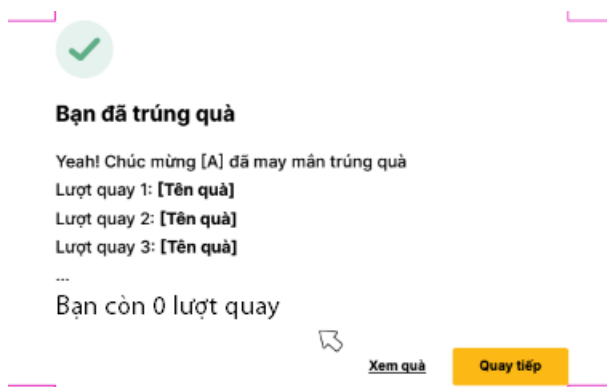 Bạn đã trúng quà
Yeah! Chúc mừng [A] đã may mắn trúng quà
Lượt quay 1: [Tên quà]
Lượt quay 2: [Tên quà]
Lượt quay 3: [Tên quà]
...
Bạn còn 0 lượt quay
Xem quà
Quay tiếp